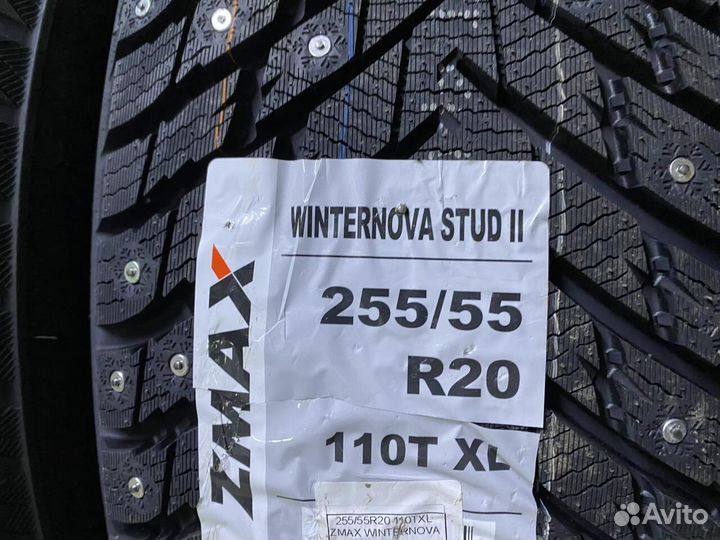 ZMAX
WINTERNOVA STUD II
255/55
R20
110T XL
255/55R20 110TXL
ZMAX WINTERNOVA
Avito